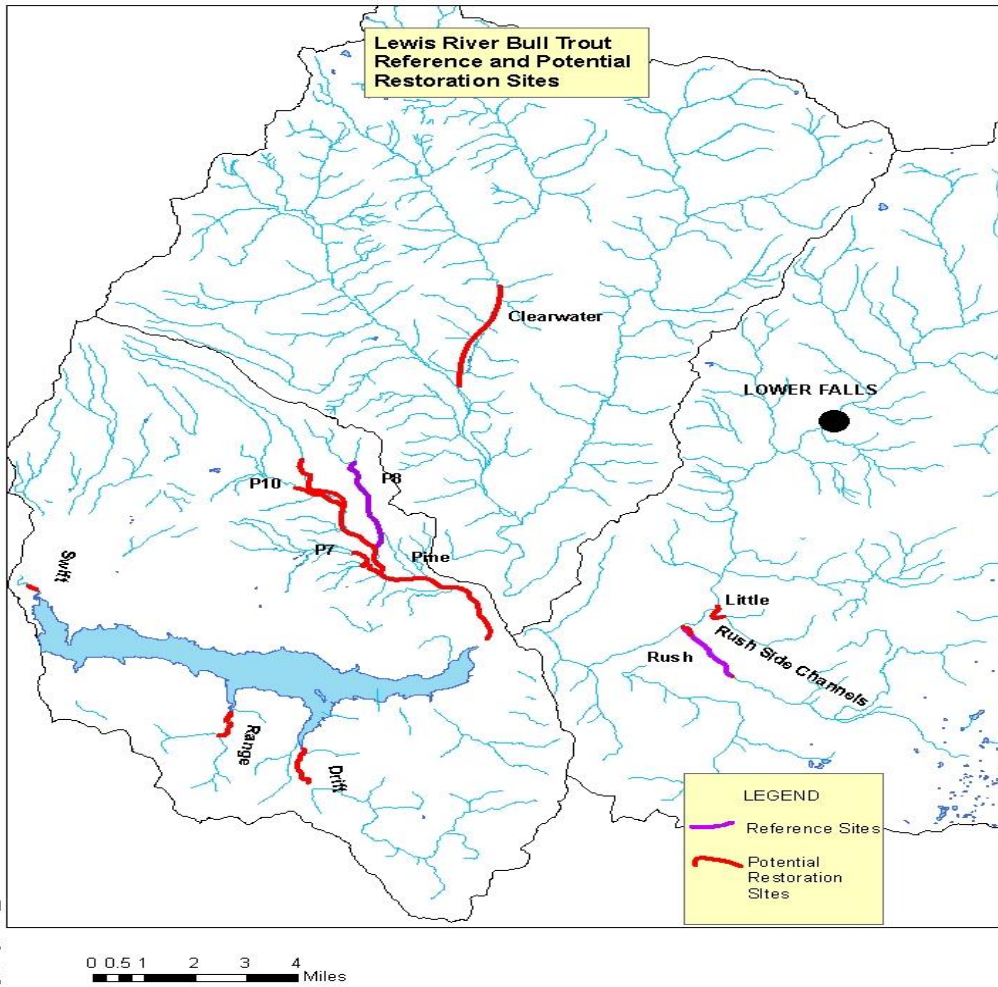 Lewis River Bull Trout
Reference and Potential
Restoration Sites
Clearwater
LOWER FALLS
P10
P8
P7
Pine
Swift
Little
Rush Side Channels
Rush
Range
Drift
LEGEND
Reference Sites
Potential
Restoration
SItes
0 0.5 1 2 3 4
Miles